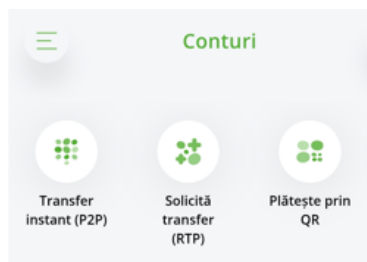 Conturi
Transfer
instant (P2P)
Solicită
transfer
(RTP)
Plătește prin
QR